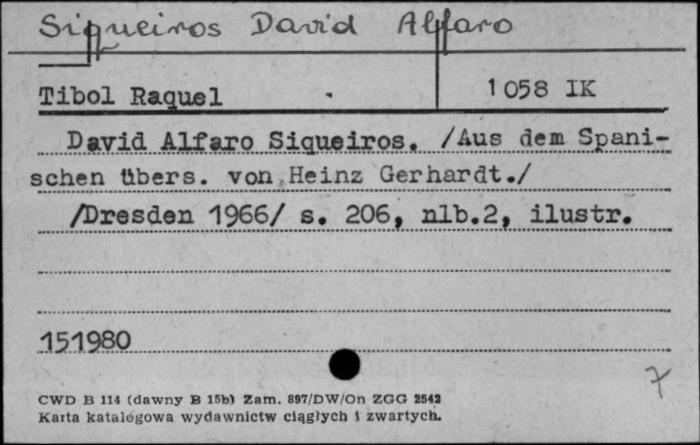 Siqueiros David Alfaro
Tibol Raquel
1058 IK
David Alfaro Siqueiros. /Aus dem Spani-
schen übers. von Heinz Gerhardt./
/Dresden 1966/ s. 206, nlb.2, ilustr.
151980
7
CWD B 114 (dawny B 15b) Zam. 897/DW/On ZGG 2542
Karta katalogowa wydawnictw ciągłych i zwartych.